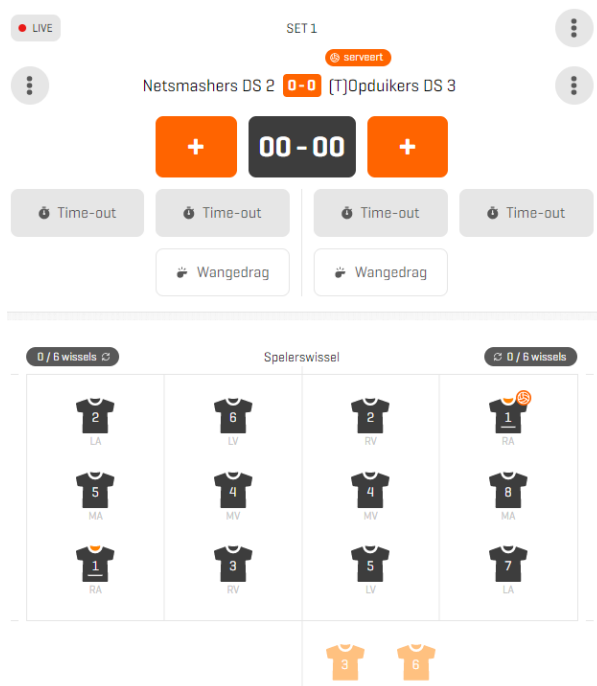 LIVE
SET 1
serveert
Netsmashers DS 2 0-0 (T)Opduikers DS 3
+ 00 - 00 +
Time-out Time-out Time-out Time-out
Wangedrag Wangedrag
0 / 6 wissels Spelerswissel 0 / 6 wissels
2 6 2 1
LA LV RV RA
5 4 4 8
MA MV MV MA
1 3 5 7
RA RV LV LA
3 6